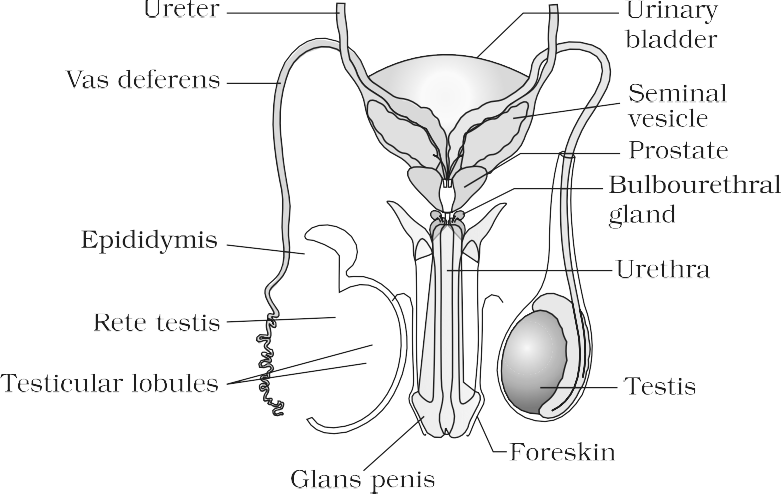 Ureter
Urinary
bladder
Vas deferens
Seminal
vesicle
Prostate
Bulbourethral
gland
Epididymis
Urethra
Rete testis
Testicular lobules
Testis
Foreskin
Glans penis